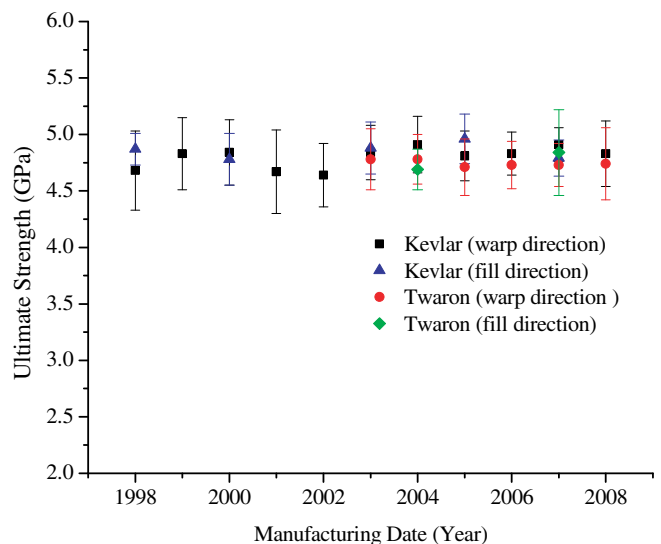 6.0
5.5
5.0
4.5
4.0
3.5
3.0
2.5
2.0
Ultimate Strength (GPa)
Kevlar (warp direction)
Kevlar (fill direction)
Twaron (warp direction )
Twaron (fill direction)
1998 2000 2002 2004 2006 2008
Manufacturing Date (Year)